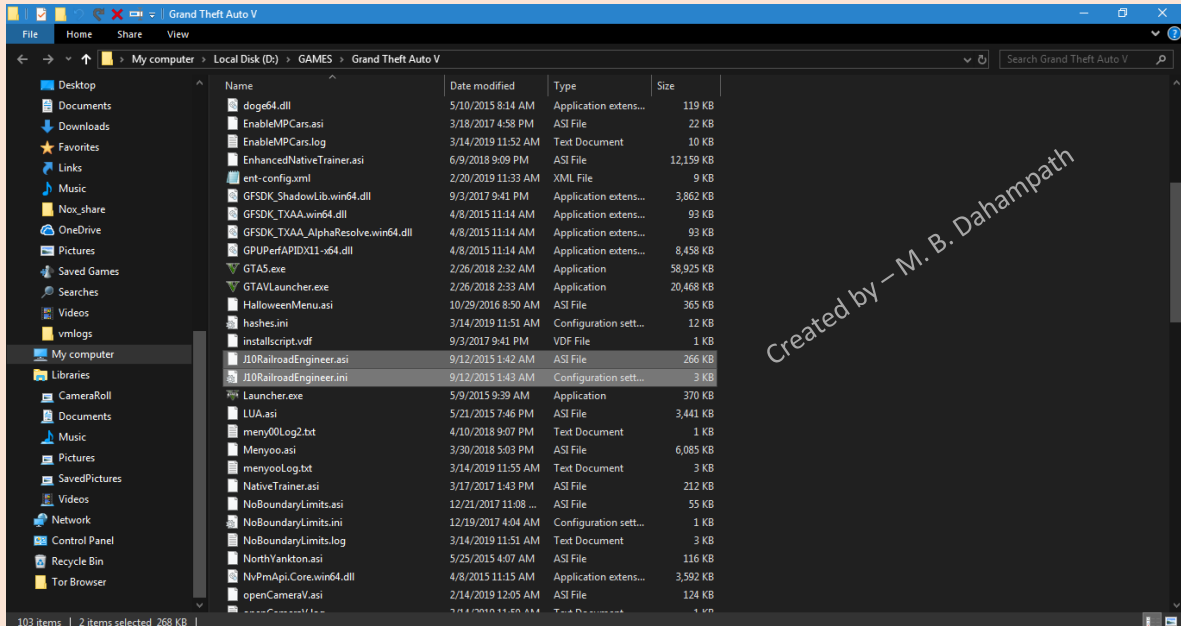 Grand Theft Auto V
File Home Share View
My computer › Local Disk (D:) › GAMES › Grand Theft Auto V
Search Grand Theft Auto V
Desktop
Documents
Downloads
Favorites
Links
Music
Nox_share
OneDrive
Pictures
Saved Games
Searches
Videos
vmlogs
My computer
Libraries
CameraRoll
Documents
Music
Pictures
SavedPictures
Videos
Network
Control Panel
Recycle Bin
Tor Browser
Name Date modified Type Size
doge64.dll 5/10/2015 8:14 AM Application extens... 119 KB
EnableMPCars.asi 3/18/2017 4:58 PM ASI File 22 KB
EnableMPCars.log 3/14/2019 11:52 AM Text Document 10 KB
EnhancedNativeTrainer.asi 6/9/2018 9:09 PM ASI File 12,159 KB
ent-config.xml 2/20/2019 11:33 AM XML File 9 KB
GFSDK_ShadowLib.win64.dll 9/3/2017 9:41 PM Application extens... 3,862 KB
GFSDK_TXAA.win64.dll 4/8/2015 11:14 AM Application extens... 93 KB
GFSDK_TXAA_AlphaResolve.win64.dll 4/8/2015 11:14 AM Application extens... 93 KB
GPUPerfAPIDX11-x64.dll 4/8/2015 11:14 AM Application extens... 8,458 KB
GTA5.exe 2/26/2018 2:32 AM Application 58,925 KB
GTAVLauncher.exe 2/26/2018 2:33 AM Application 20,468 KB
HalloweenMenu.asi 10/29/2016 8:50 AM ASI File 365 KB
hashes.ini 3/14/2019 11:51 AM Configuration sett... 12 KB
installscript.vdf 9/3/2017 9:41 PM VDF File 1 KB
J10RailroadEngineer.asi 9/12/2015 1:42 AM ASI File 266 KB
J10RailroadEngineer.ini 9/12/2015 1:43 AM Configuration sett... 3 KB
Launcher.exe 5/9/2015 9:39 AM Application 370 KB
LUA.asi 5/21/2015 7:46 PM ASI File 3,441 KB
meny00Log2.txt 4/10/2018 9:07 PM Text Document 1 KB
Menyoo.asi 3/30/2018 5:03 PM ASI File 6,085 KB
menyooLog.txt 3/14/2019 11:55 AM Text Document 3 KB
NativeTrainer.asi 3/17/2017 1:43 PM ASI File 212 KB
NoBoundaryLimits.asi 12/21/2017 11:08 ... ASI File 55 KB
NoBoundaryLimits.ini 12/19/2017 4:04 AM Configuration sett... 1 KB
NoBoundaryLimits.log 3/14/2019 11:51 AM Text Document 3 KB
NorthYankton.asi 5/25/2015 4:07 AM ASI File 116 KB
NvPmApi.Core.win64.dll 4/8/2015 11:15 AM Application extens... 3,592 KB
openCameraV.asi 2/14/2019 12:05 AM ASI File 124 KB
Created by – M. B. Dahampath
103 items 2 items selected 268 KB